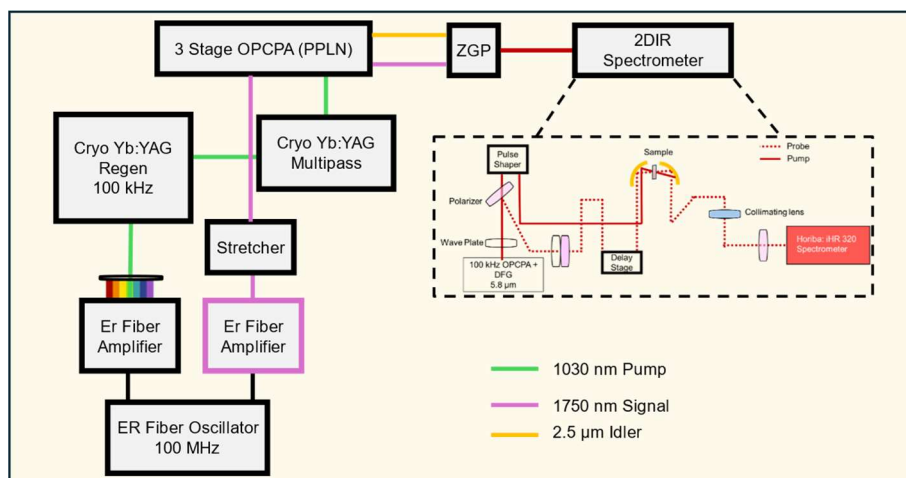 3 Stage OPCPA (PPLN)
ZGP
2DIR
Spectrometer
Cryo Yb:YAG
Regen
100 kHz
Cryo Yb:YAG
Multipass
Stretcher
Er Fiber
Amplifier
Er Fiber
Amplifier
ER Fiber Oscillator
100 MHz
Pulse
Shaper
Sample
Probe
Pump
Polarizer
Collimating lens
Wave Plate
100 kHz OPCPA +
DFG
5.8 µm
Delay
Stage
Horiba: iHR 320
Spectrometer
1030 nm Pump
1750 nm Signal
2.5 µm Idler